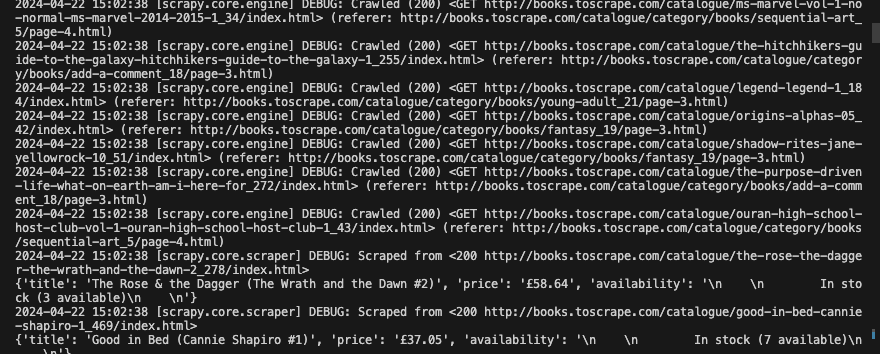 2024-04-22 15:02:38 [scrapy.core.engine] DEBUG: Crawled (200) <GET http://books.toscrape.com/catalogue/ms-marvel-vol-1-no
-normal-ms-marvel-2014-2015-1_34/index.html> (referer: http://books.toscrape.com/catalogue/category/books/sequential-art_
5/page-4.html)
2024-04-22 15:02:38 [scrapy.core.engine] DEBUG: Crawled (200) <GET http://books.toscrape.com/catalogue/the-hitchhikers-gu
ide-to-the-galaxy-hitchhikers-guide-to-the-galaxy-1_255/index.html> (referer: http://books.toscrape.com/catalogue/categor
y/books/add-a-comment_18/page-3.html)
2024-04-22 15:02:38 [scrapy.core.engine] DEBUG: Crawled (200) <GET http://books.toscrape.com/catalogue/legend-legend-1_18
4/index.html> (referer: http://books.toscrape.com/catalogue/category/books/young-adult_21/page-3.html)
2024-04-22 15:02:38 [scrapy.core.engine] DEBUG: Crawled (200) <GET http://books.toscrape.com/catalogue/origins-alphas-05_
42/index.html> (referer: http://books.toscrape.com/catalogue/category/books/fantasy_19/page-3.html)
2024-04-22 15:02:38 [scrapy.core.engine] DEBUG: Crawled (200) <GET http://books.toscrape.com/catalogue/shadow-rites-jane-
yellowrock-10_51/index.html> (referer: http://books.toscrape.com/catalogue/category/books/fantasy_19/page-3.html)
2024-04-22 15:02:38 [scrapy.core.engine] DEBUG: Crawled (200) <GET http://books.toscrape.com/catalogue/the-purpose-driven
-life-what-on-earth-am-i-here-for_272/index.html> (referer: http://books.toscrape.com/catalogue/category/books/add-a-comm
ent_18/page-3.html)
2024-04-22 15:02:38 [scrapy.core.engine] DEBUG: Crawled (200) <GET http://books.toscrape.com/catalogue/ouran-high-school-
host-club-vol-1-ouran-high-school-host-club-1_43/index.html> (referer: http://books.toscrape.com/catalogue/category/books
/sequential-art_5/page-4.html)
2024-04-22 15:02:38 [scrapy.core.scraper] DEBUG: Scraped from <200 http://books.toscrape.com/catalogue/the-rose-the-dagge
r-the-wrath-and-the-dawn-2_278/index.html>
{'title': 'The Rose & the Dagger (The Wrath and the Dawn #2)', 'price': '£58.64', 'availability': '\n    \n        In sto
ck (3 available)\n    \n'}
2024-04-22 15:02:38 [scrapy.core.scraper] DEBUG: Scraped from <200 http://books.toscrape.com/catalogue/good-in-bed-cannie
-shapiro-1_469/index.html>
{'title': 'Good in Bed (Cannie Shapiro #1)', 'price': '£37.05', 'availability': '\n    \n        In stock (7 available)\n
    \n'}